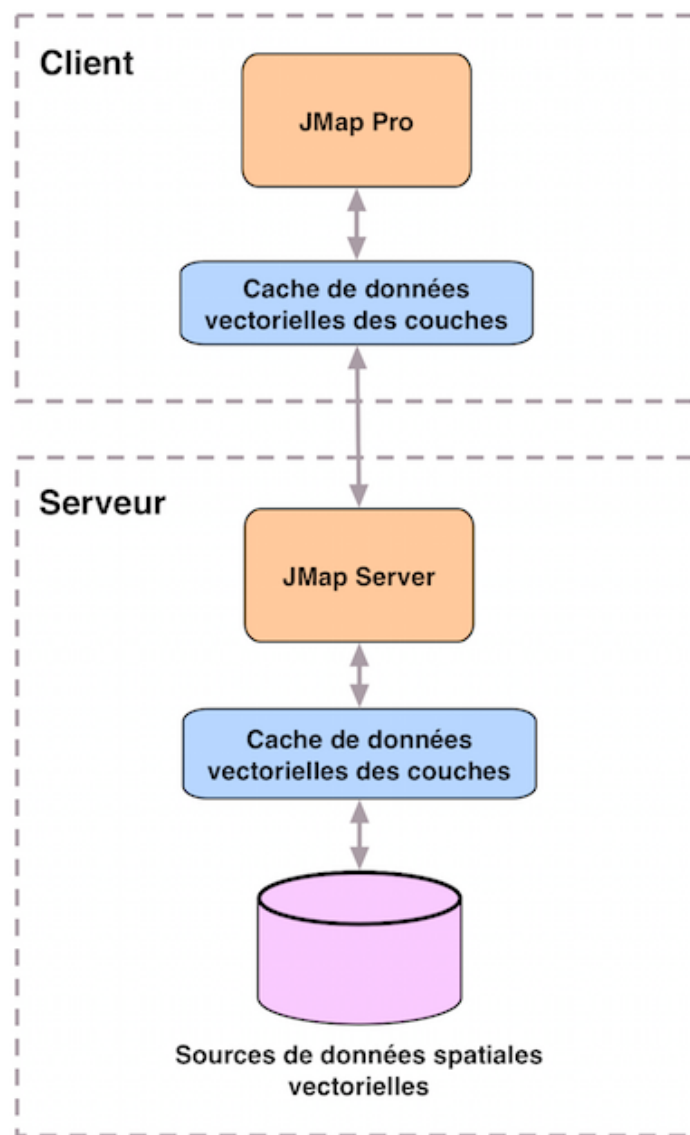 Client
JMap Pro
Cache de données
vectorielles des couches
Serveur
JMap Server
Cache de données
vectorielles des couches
Sources de données spatiales
vectorielles